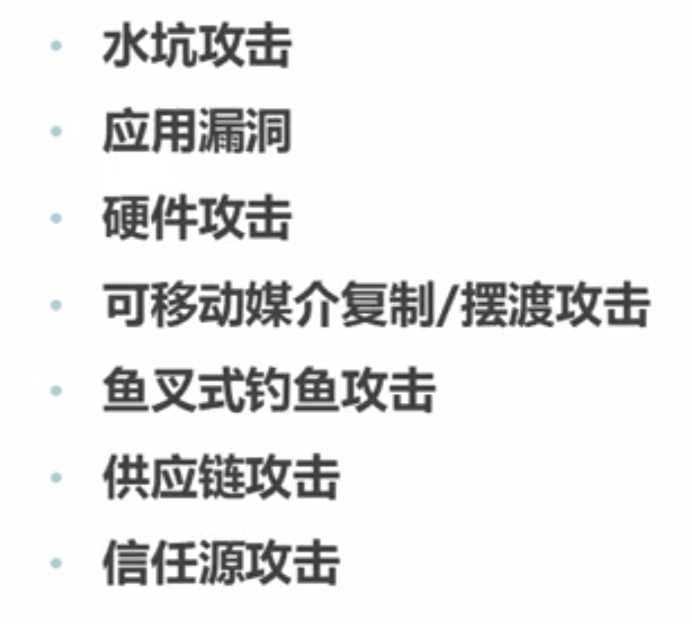 水坑攻击
应用漏洞
硬件攻击
可移动媒介复制/摆渡攻击
鱼叉式钓鱼攻击
供应链攻击
信任源攻击